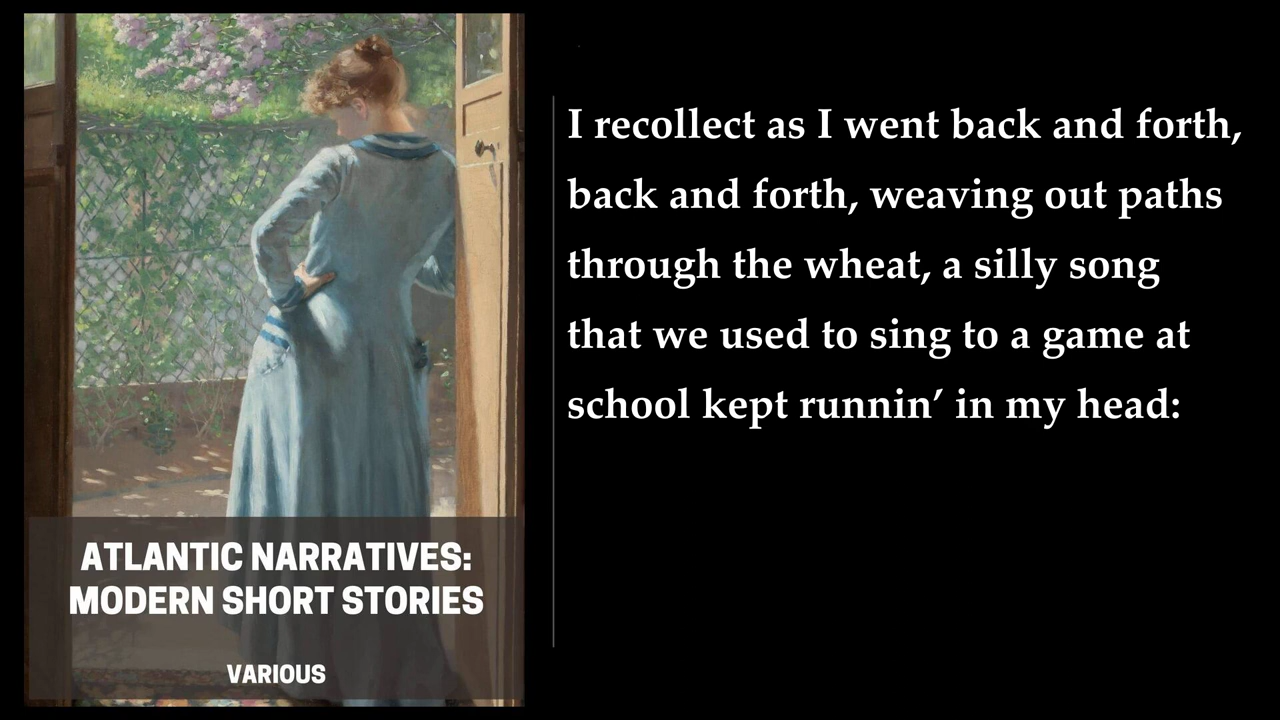 ATLANTIC NARRATIVES:
MODERN SHORT STORIES
VARIOUS
I recollect as I went back and forth,
back and forth, weaving out paths
through the wheat, a silly song
that we used to sing to a game at
school kept runnin’ in my head: